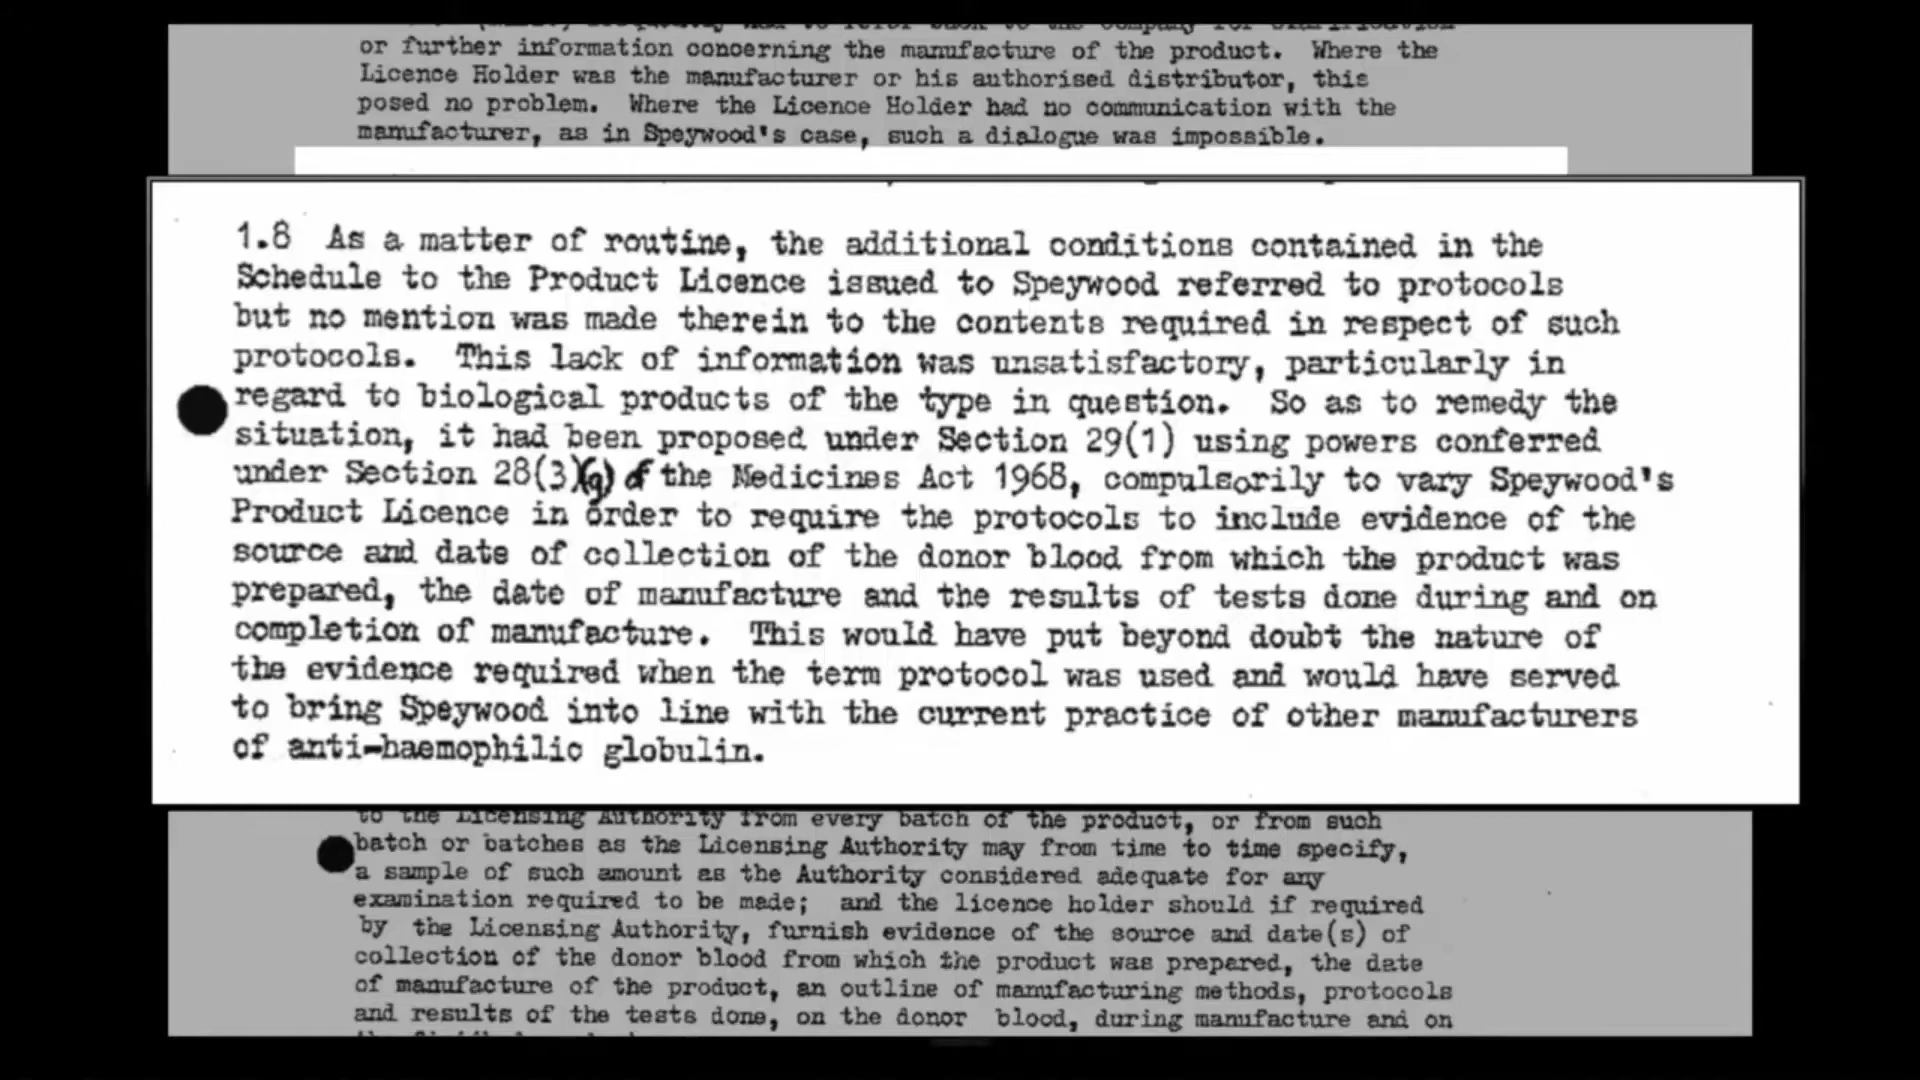 or further information concerning the manufacture of the product. Where the
Licence Holder was the manufacturer or his authorised distributor, this
posed no problem. Where the Licence Holder had no communication with the
manufacturer, as in Speywood's case, such a dialogue was impossible.
1.8 As a matter of routine, the additional conditions contained in the
Schedule to the Product Licence issued to Speywood referred to protocols
but no mention was made therein to the contents required in respect of such
protocols. This lack of information was unsatisfactory, particularly in
regard to biological products of the type in question. So as to remedy the
situation, it had been proposed under Section 29(1) using powers conferred
under Section 28(3)(g) of the Medicines Act 1968, compulsorily to vary Speywood's
Product Licence in order to require the protocols to include evidence of the
source and date of collection of the donor blood from which the product was
prepared, the date of manufacture and the results of tests done during and on
completion of manufacture. This would have put beyond doubt the nature of
the evidence required when the term protocol was used and would have served
to bring Speywood into line with the current practice of other manufacturers
of anti-haemophilic globulin.
to the Licensing Authority from every batch of the product, or from such
batch or batches as the Licensing Authority may from time to time specify,
a sample of such amount as the Authority considered adequate for any
examination required to be made; and the licence holder should if required
by the Licensing Authority, furnish evidence of the source and date(s) of
collection of the donor blood from which the product was prepared, the date
of manufacture of the product, an outline of manufacturing methods, protocols
and results of the tests done, on the donor blood, during manufacture and on